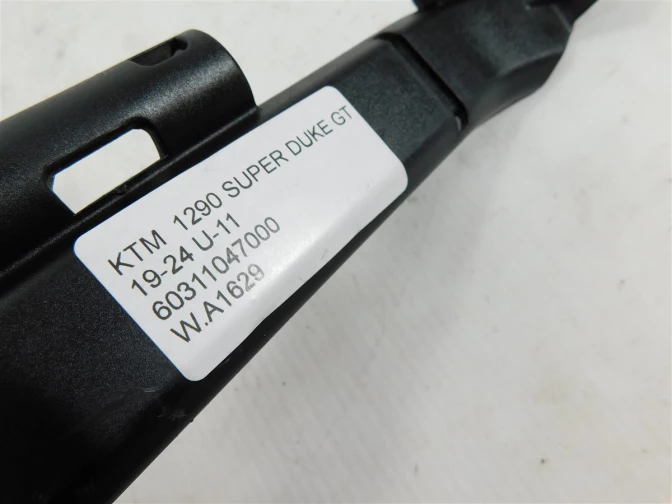 KTM 1290 SUPER DUKE GT
19-24 U-11
60311047000
W.A1629